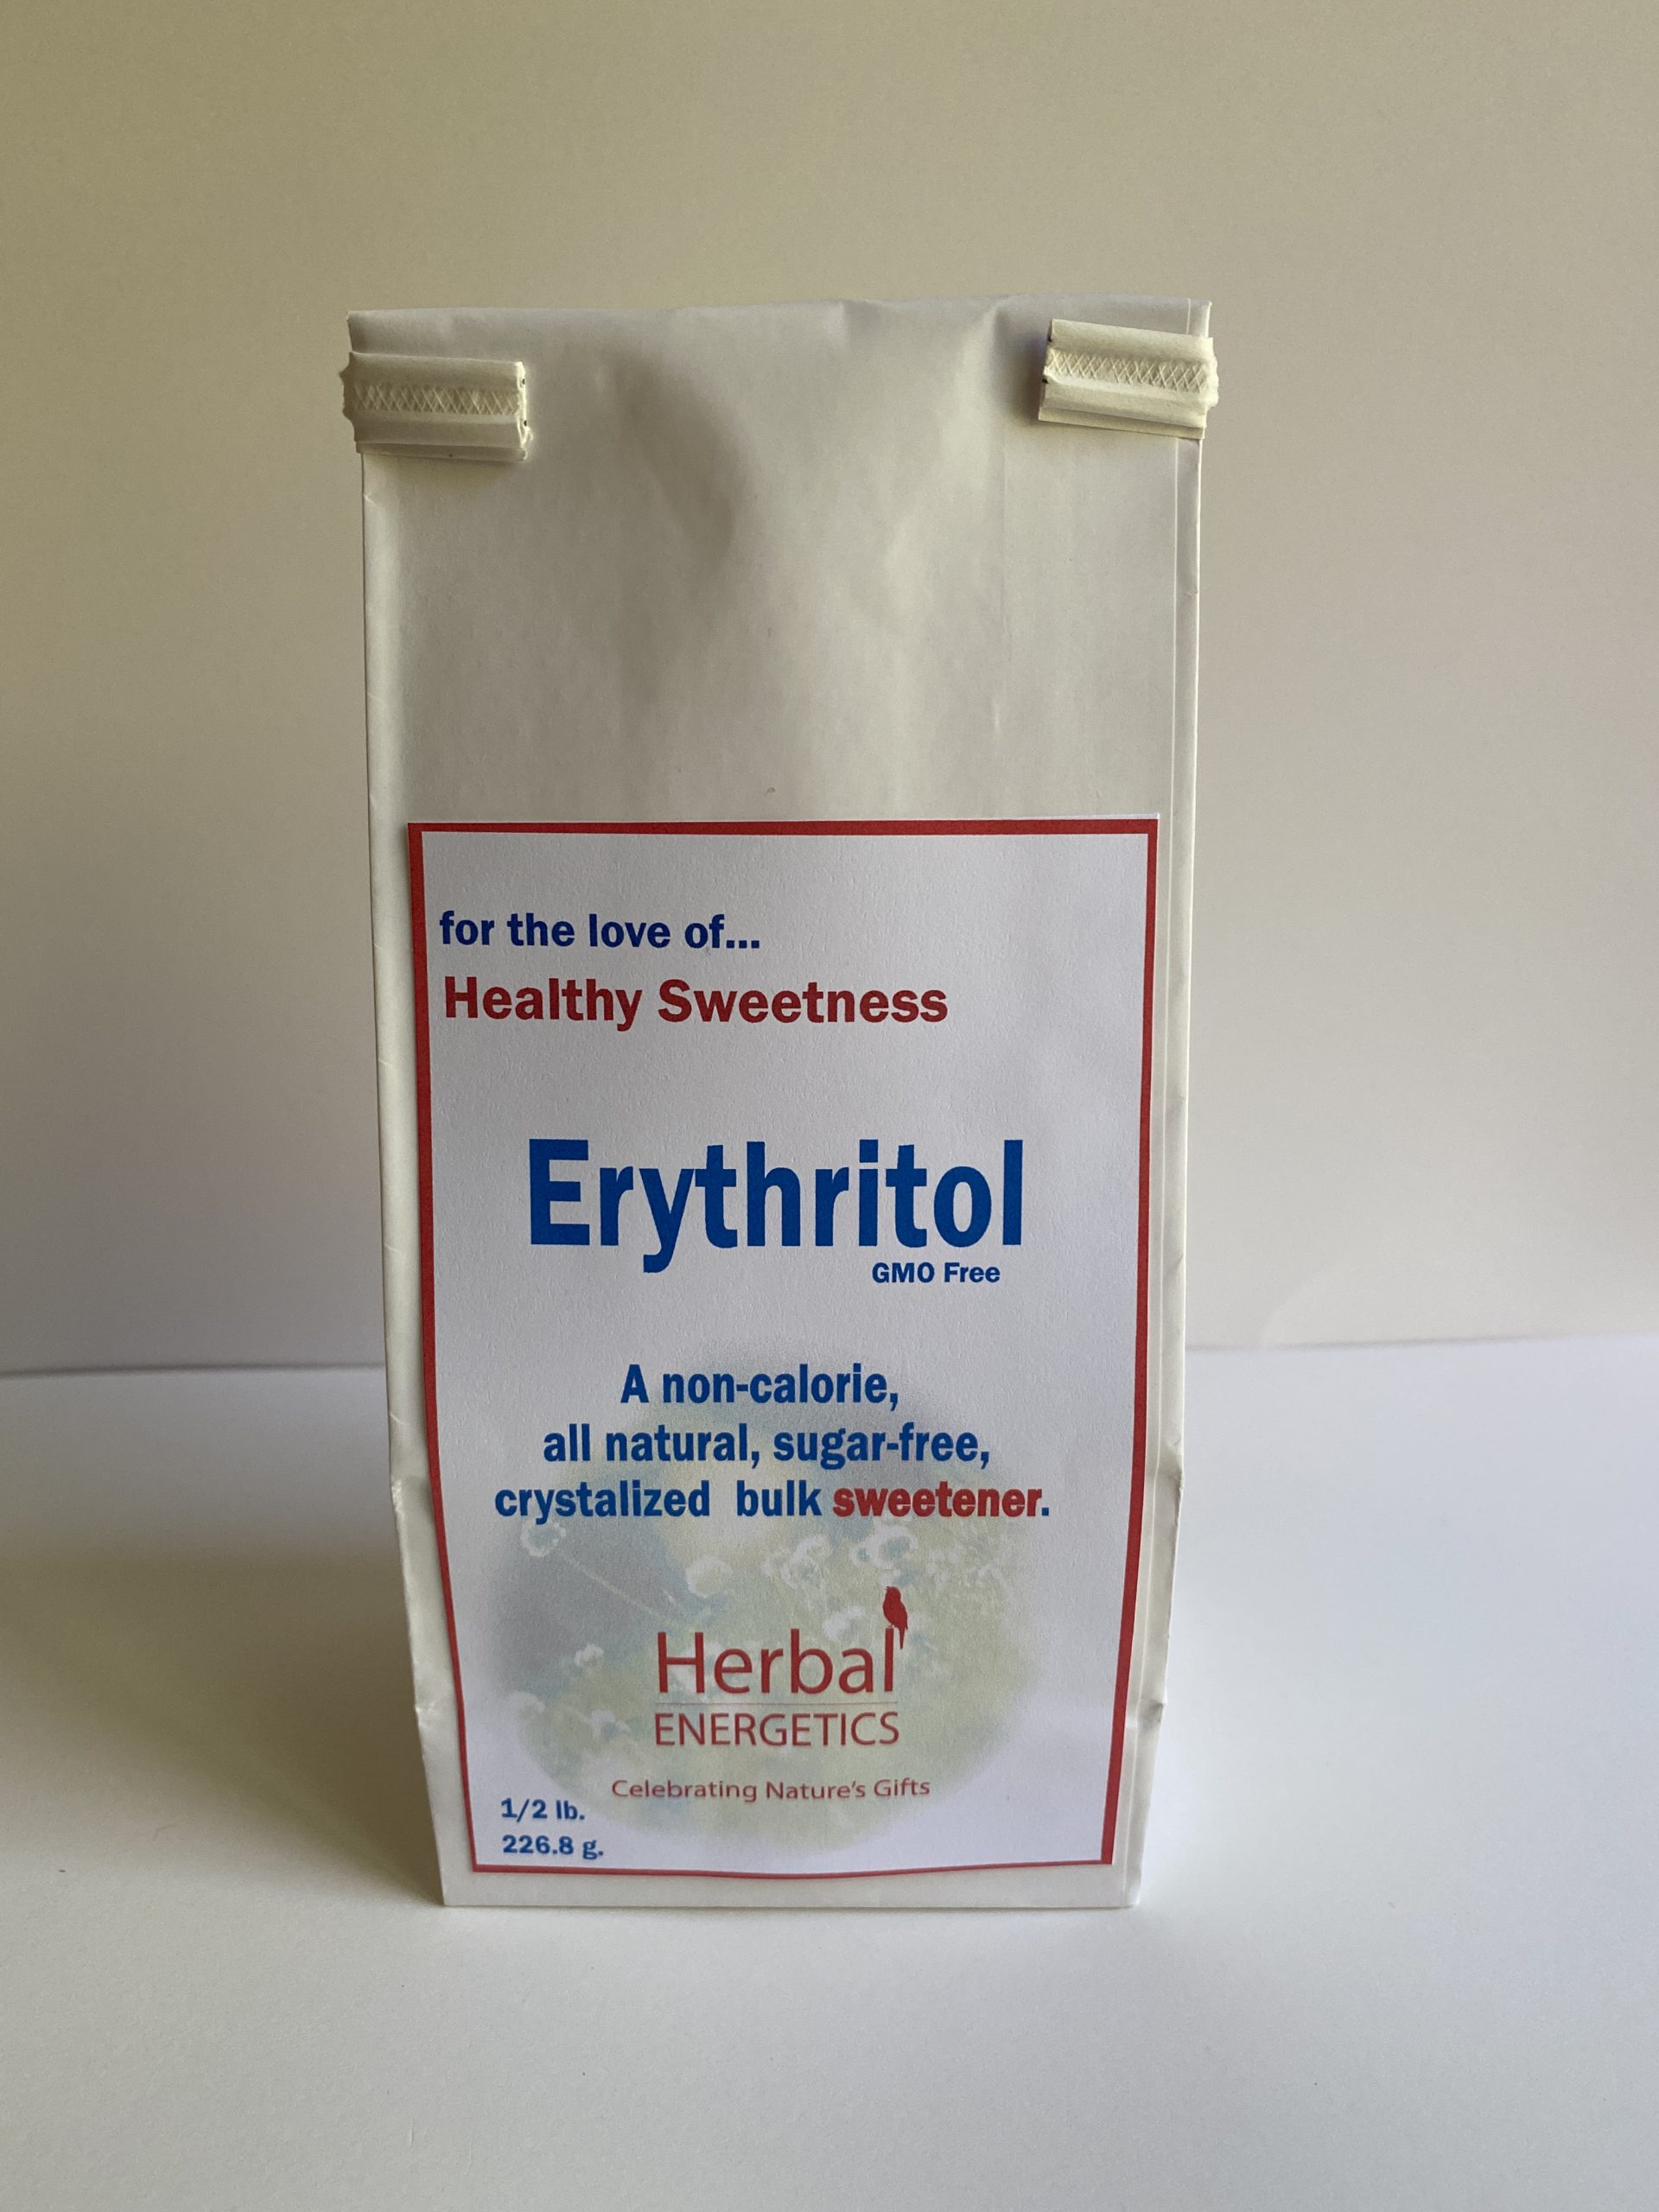 for the love of...
Healthy Sweetness
Erythritol
GMO Free
A non-calorie,
all natural, sugar-free,
crystalized bulk sweetener.
Herbal
ENERGETICS
Celebrating Nature's Gifts
1/2 lb.
226.8 g.